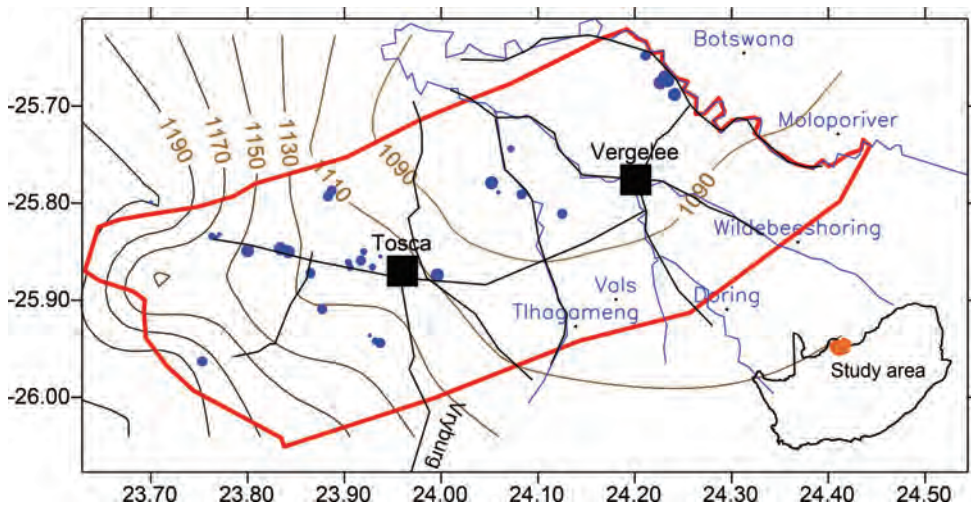 Botswana
-25.70
1190
1170
1150
1130
Moloporiver
1110
1090
Vergelee
-25.80
1090
Wildebeeshoring
Tosca
-25.90
Vals
Doring
Tlhagameng
Study area
-26.00
Vryburg
23.70 23.80 23.90 24.00 24.10 24.20 24.30 24.40 24.50